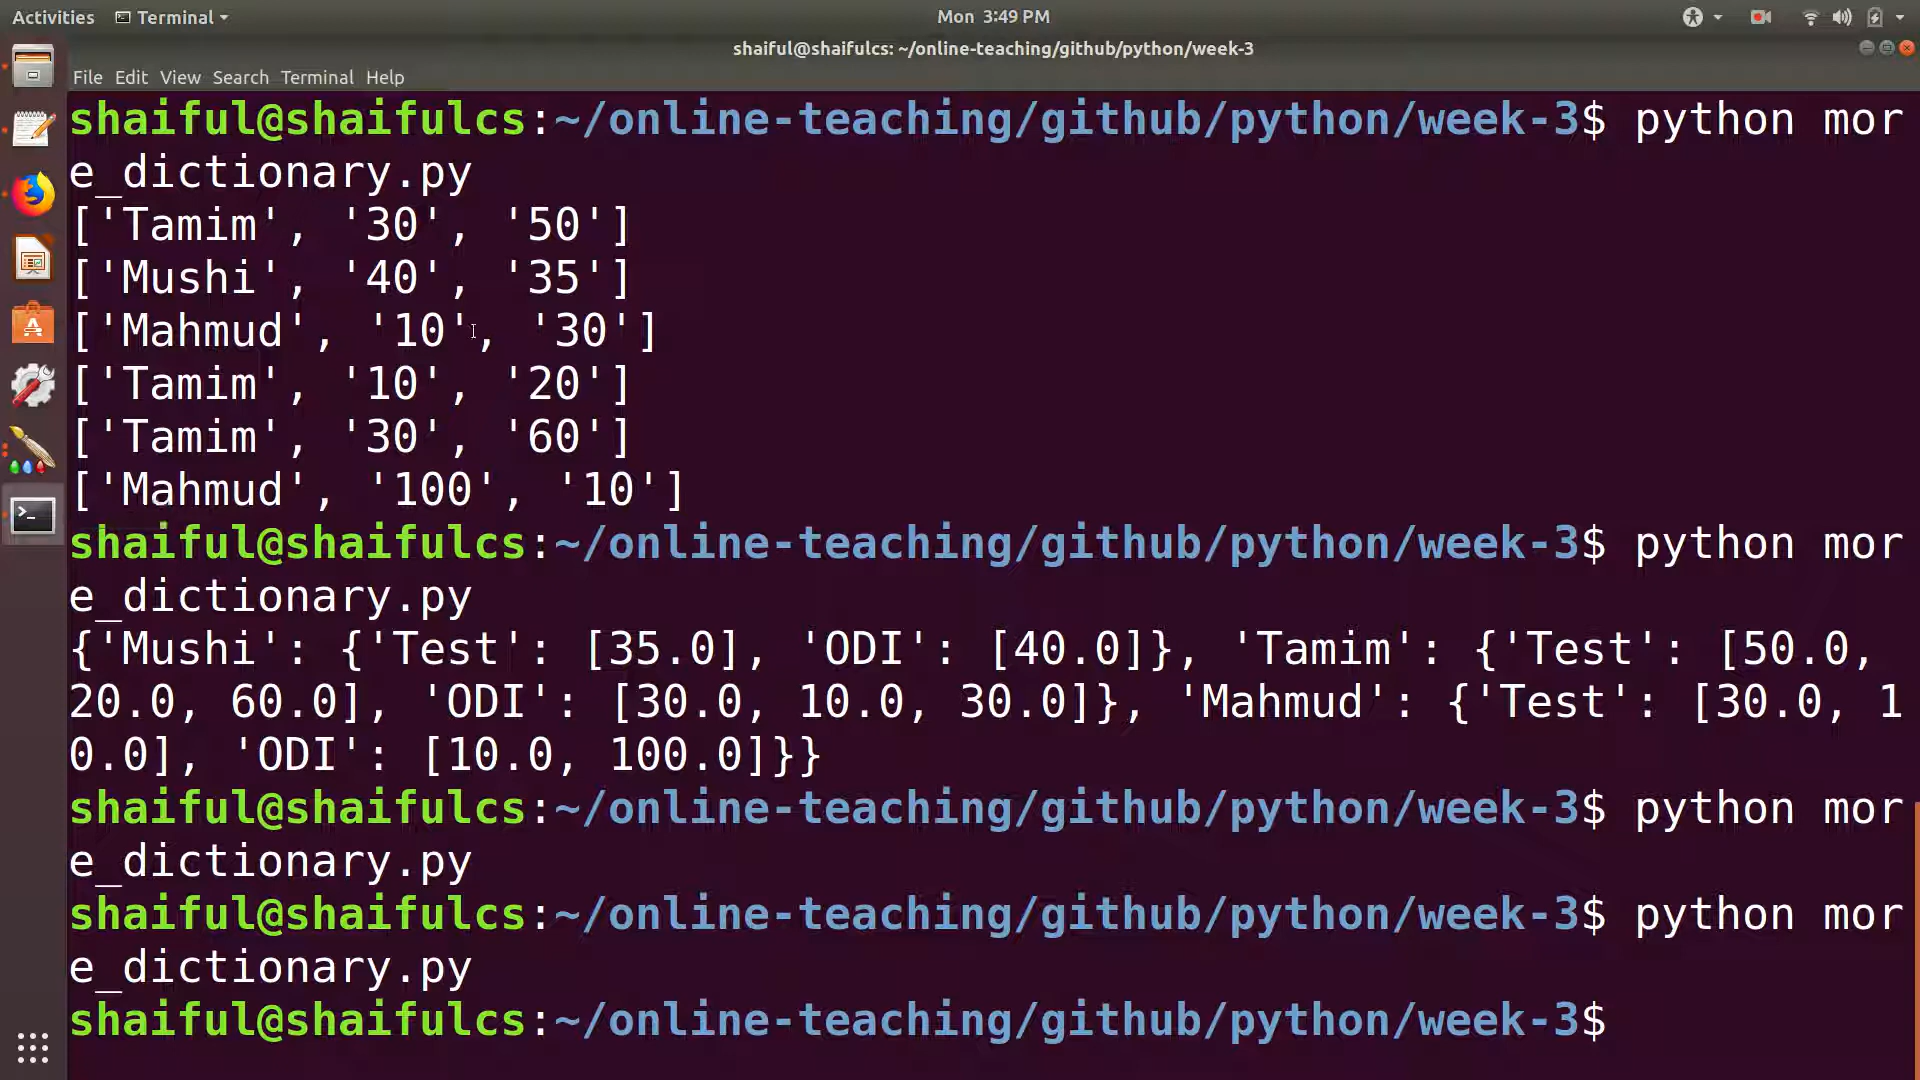 Activities Terminal Mon 3:49 PM
shaiful@shaifulcs: ~/online-teaching/github/python/week-3
File Edit View Search Terminal Help
shaiful@shaifulcs:~/online-teaching/github/python/week-3$ python mor
e_dictionary.py
['Tamim', '30', '50']
['Mushi', '40', '35']
['Mahmud', '10', '30']
['Tamim', '10', '20']
['Tamim', '30', '60']
['Mahmud', '100', '10']
shaiful@shaifulcs:~/online-teaching/github/python/week-3$ python mor
e_dictionary.py
{'Mushi': {'Test': [35.0], 'ODI': [40.0]}, 'Tamim': {'Test': [50.0,
20.0, 60.0], 'ODI': [30.0, 10.0, 30.0]}, 'Mahmud': {'Test': [30.0, 1
0.0], 'ODI': [10.0, 100.0]}}
shaiful@shaifulcs:~/online-teaching/github/python/week-3$ python mor
e_dictionary.py
shaiful@shaifulcs:~/online-teaching/github/python/week-3$ python mor
e_dictionary.py
shaiful@shaifulcs:~/online-teaching/github/python/week-3$